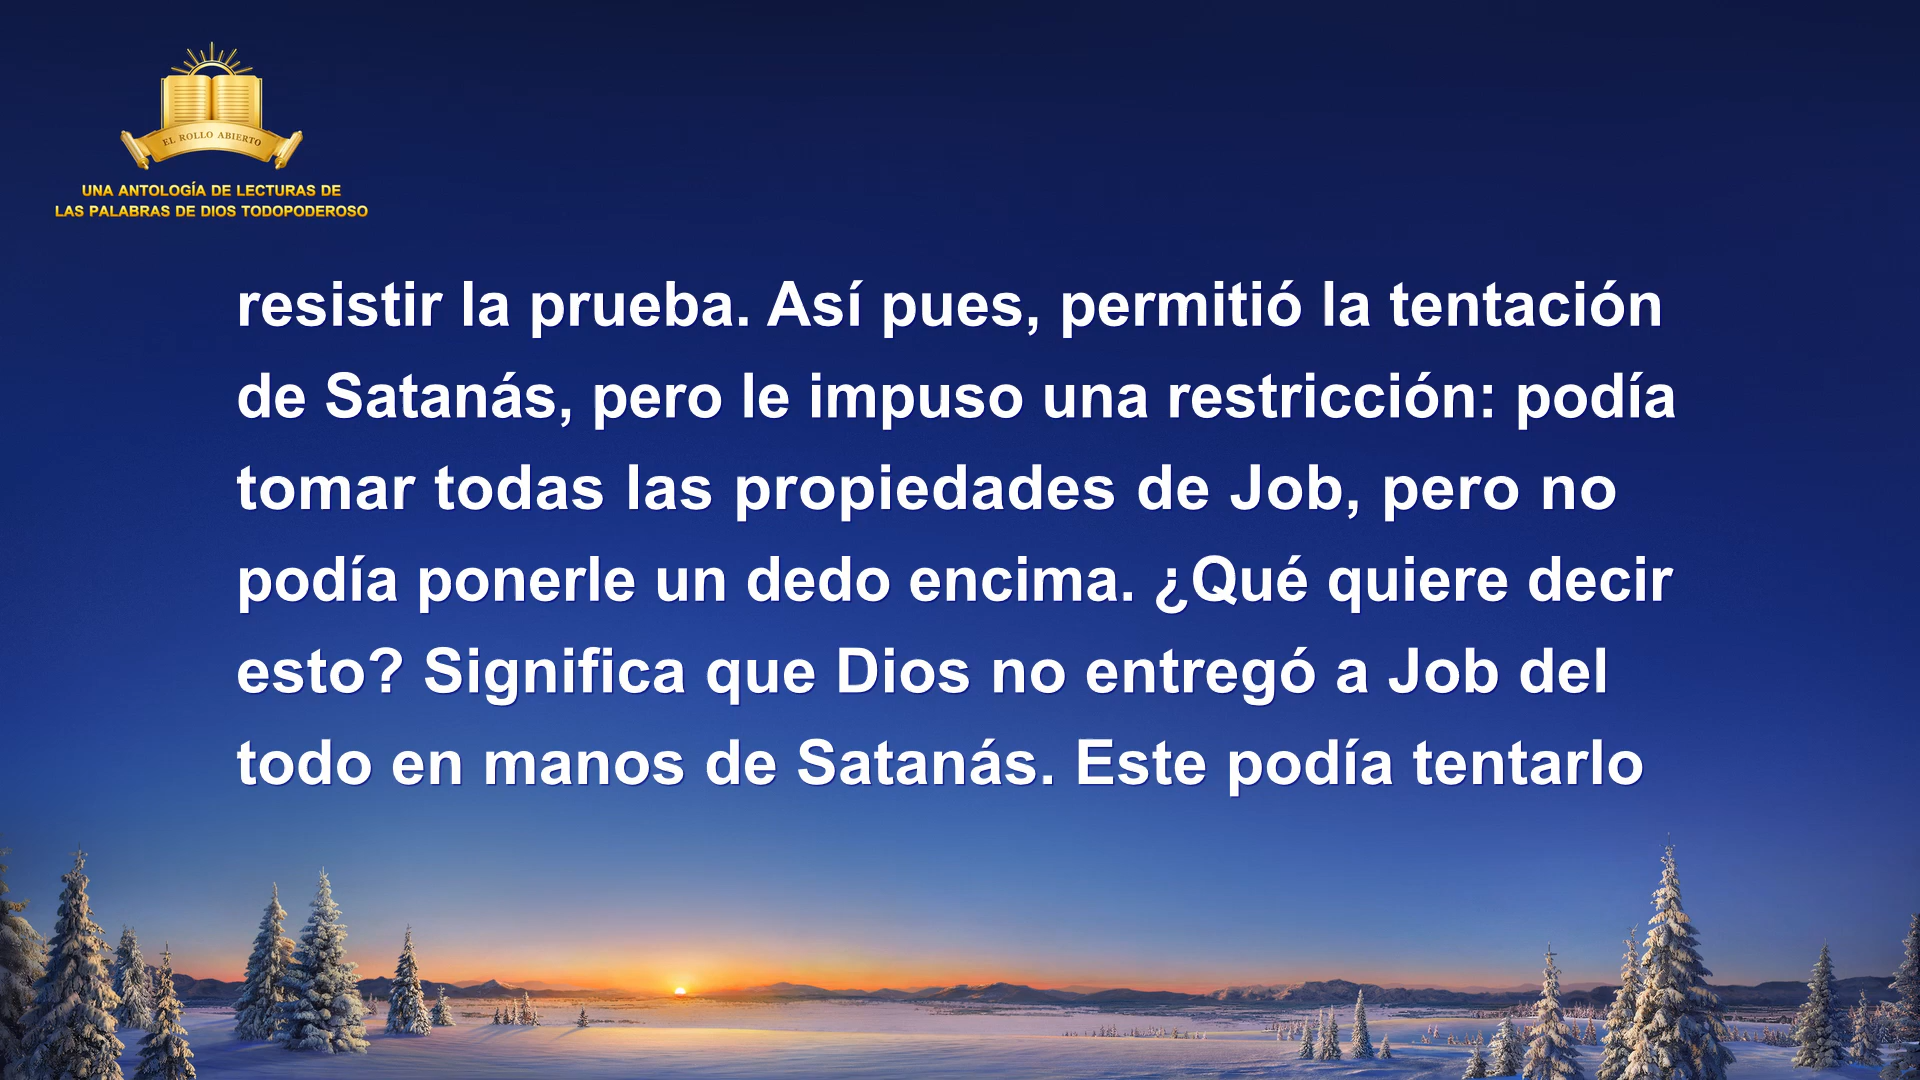 EL ROLLO ABIERTO
UNA ANTOLOGÍA DE LECTURAS DE
LAS PALABRAS DE DIOS TODOPODEROSO
resistir la prueba. Así pues, permitió la tentación
de Satanás, pero le impuso una restricción: podía
tomar todas las propiedades de Job, pero no
podía ponerle un dedo encima. ¿Qué quiere decir
esto? Significa que Dios no entregó a Job del
todo en manos de Satanás. Este podía tentarlo